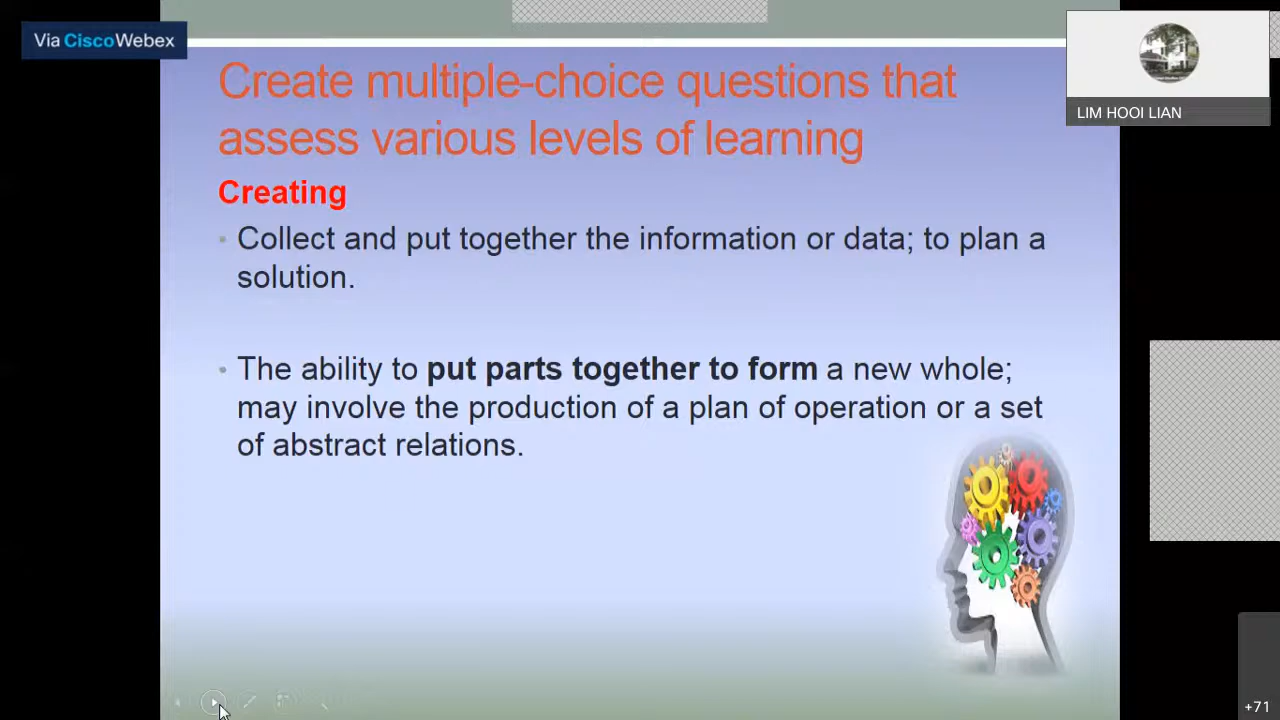 Via CiscoWebex
LIM HOOI LIAN
Create multiple-choice questions that
assess various levels of learning
Creating
• Collect and put together the information or data; to plan a
solution.
• The ability to put parts together to form a new whole;
may involve the production of a plan of operation or a set
of abstract relations.
+71